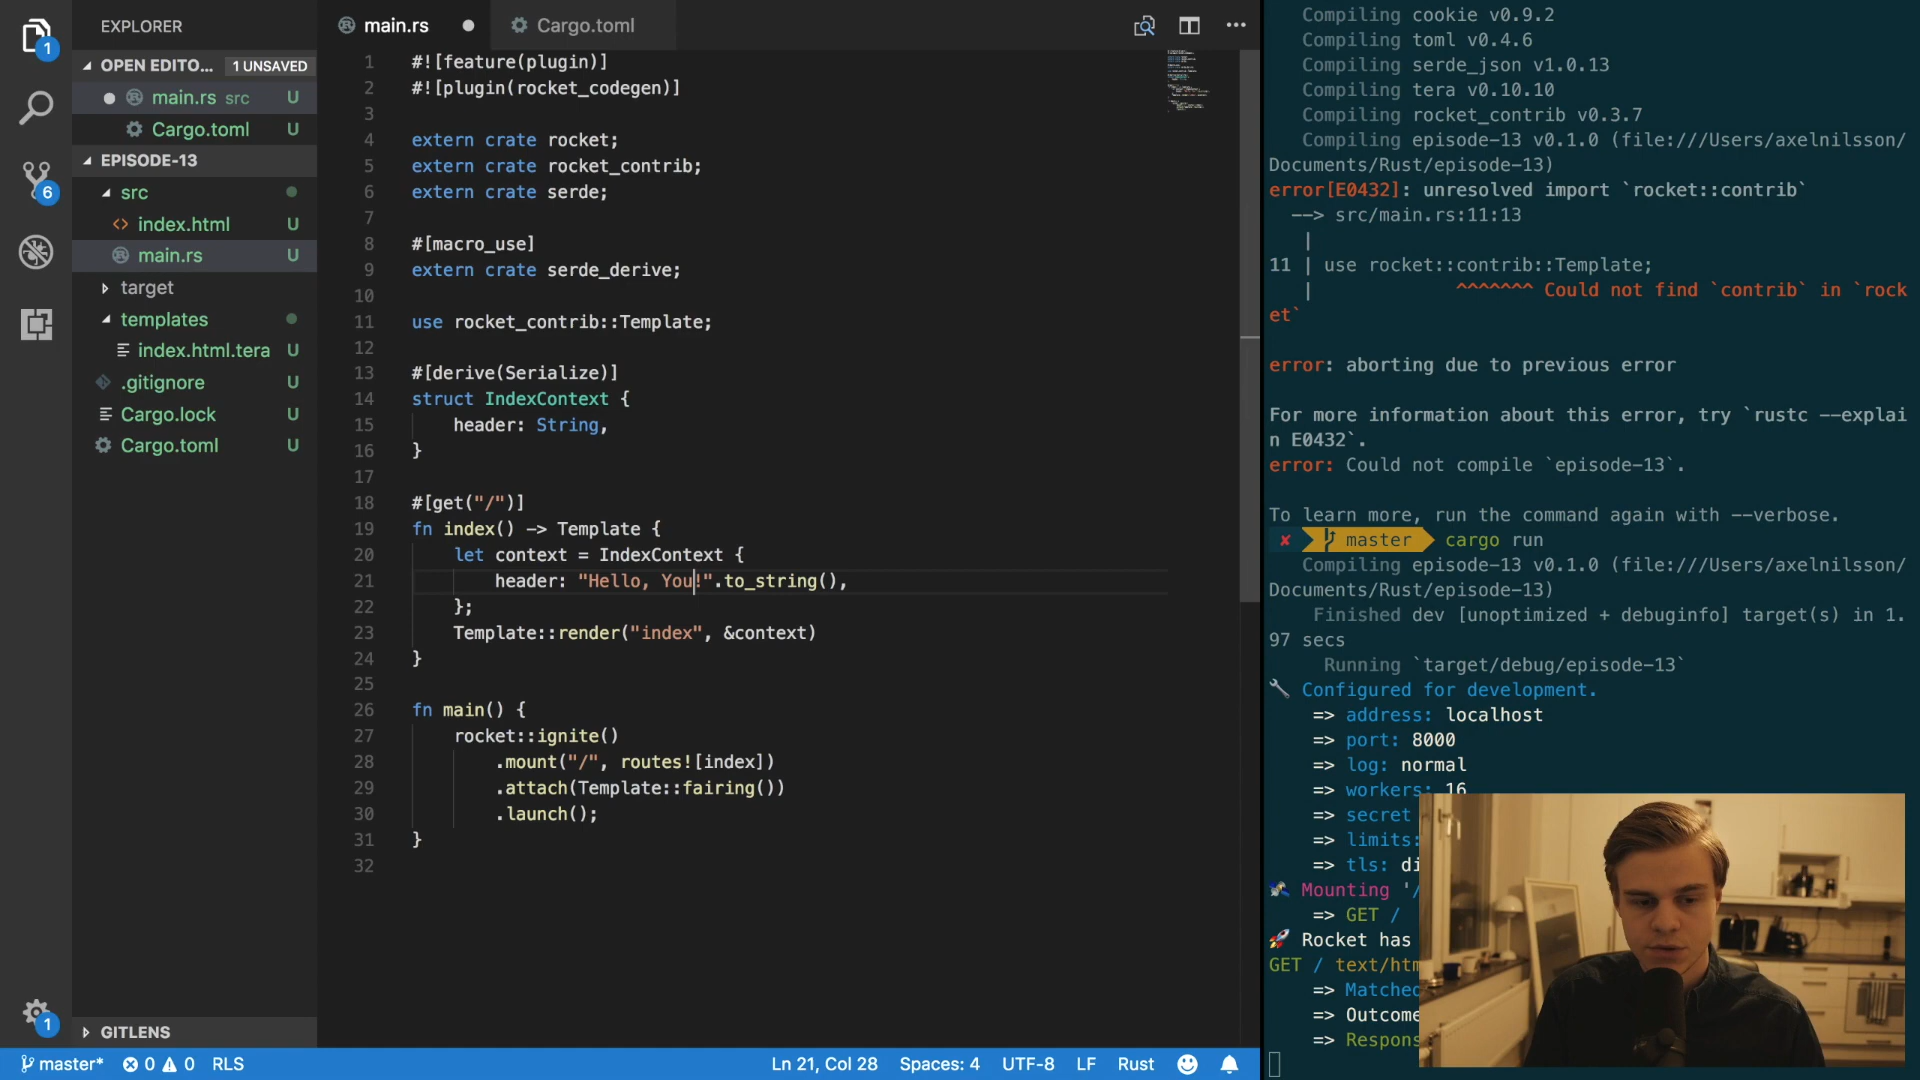 EXPLORER
OPEN EDITO... 1 UNSAVED
main.rs src U
Cargo.toml U
EPISODE-13
src
index.html U
main.rs U
target
templates
index.html.tera U
.gitignore U
Cargo.lock U
Cargo.toml U
GITLENS
1
6
1
main.rs
Cargo.toml
1 #![feature(plugin)]
2 #![plugin(rocket_codegen)]
3
4 extern crate rocket;
5 extern crate rocket_contrib;
6 extern crate serde;
7
8 #[macro_use]
9 extern crate serde_derive;
10
11 use rocket_contrib::Template;
12
13 #[derive(Serialize)]
14 struct IndexContext {
15 header: String,
16 }
17
18 #[get("/")]
19 fn index() -> Template {
20 let context = IndexContext {
21 header: "Hello, You!".to_string(),
22 };
23 Template::render("index", &context)
24 }
25
26 fn main() {
27 rocket::ignite()
28 .mount("/", routes![index])
29 .attach(Template::fairing())
30 .launch();
31 }
32
Compiling cookie v0.9.2
Compiling toml v0.4.6
Compiling serde_json v1.0.13
Compiling tera v0.10.10
Compiling rocket_contrib v0.3.7
Compiling episode-13 v0.1.0 (file:///Users/axelnilsson/
Documents/Rust/episode-13)
error[E0432]: unresolved import `rocket::contrib`
--> src/main.rs:11:13
|
11 | use rocket::contrib::Template;
| ^^^^^^^ Could not find `contrib` in `rock
et`
error: aborting due to previous error
For more information about this error, try `rustc --explai
n E0432`.
error: Could not compile `episode-13`.
To learn more, run the command again with --verbose.
✘ master cargo run
Compiling episode-13 v0.1.0 (file:///Users/axelnilsson/
Documents/Rust/episode-13)
Finished dev [unoptimized + debuginfo] target(s) in 1.
97 secs
Running `target/debug/episode-13`
🔧 Configured for development.
=> address: localhost
=> port: 8000
=> log: normal
=> workers: 16
=> secret
=> limits:
=> tls: di
🛰 Mounting '/
=> GET /
🚀 Rocket has
GET / text/htm
=> Matched
=> Outcome
=> Respons
master* 0 0 RLS
Ln 21, Col 28 Spaces: 4 UTF-8 LF Rust